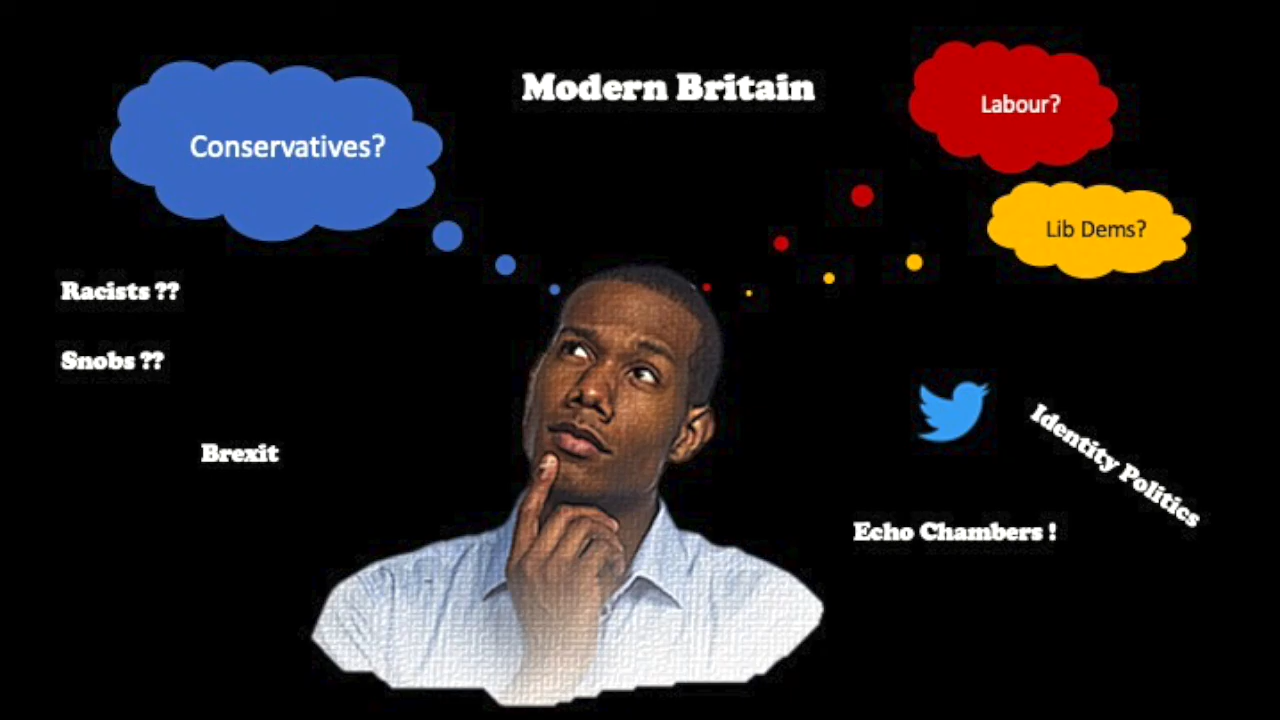 Modern Britain
Conservatives?
Labour?
Lib Dems?
Racists ??
Snobs ??
Brexit
Identity Politics
Echo Chambers !